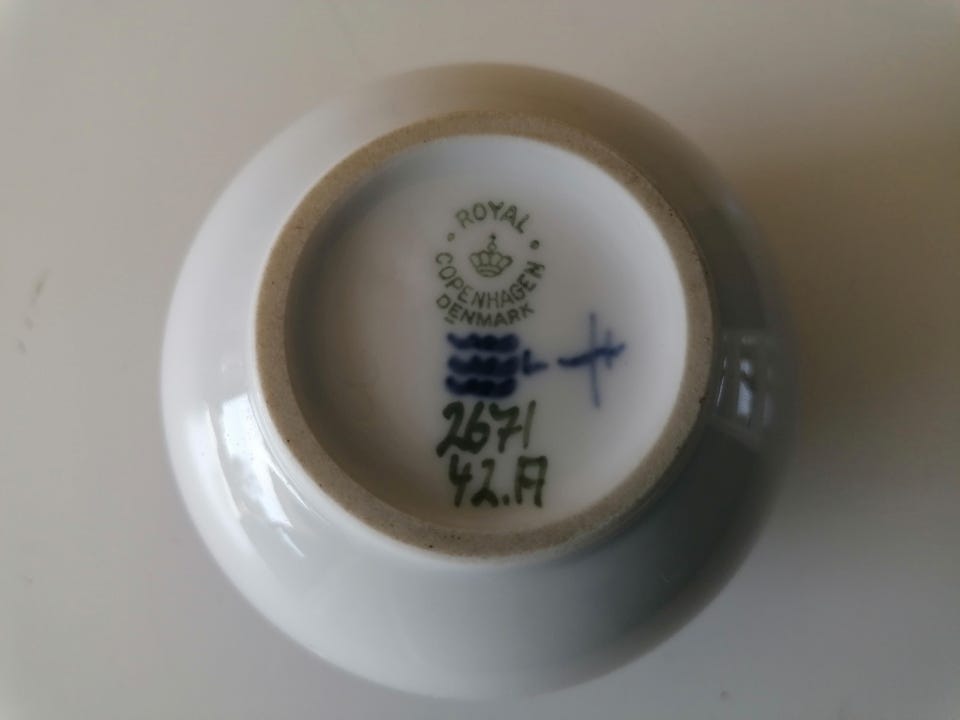 ROYAL
COPENHAGEN
DENMARK
2671
42.A